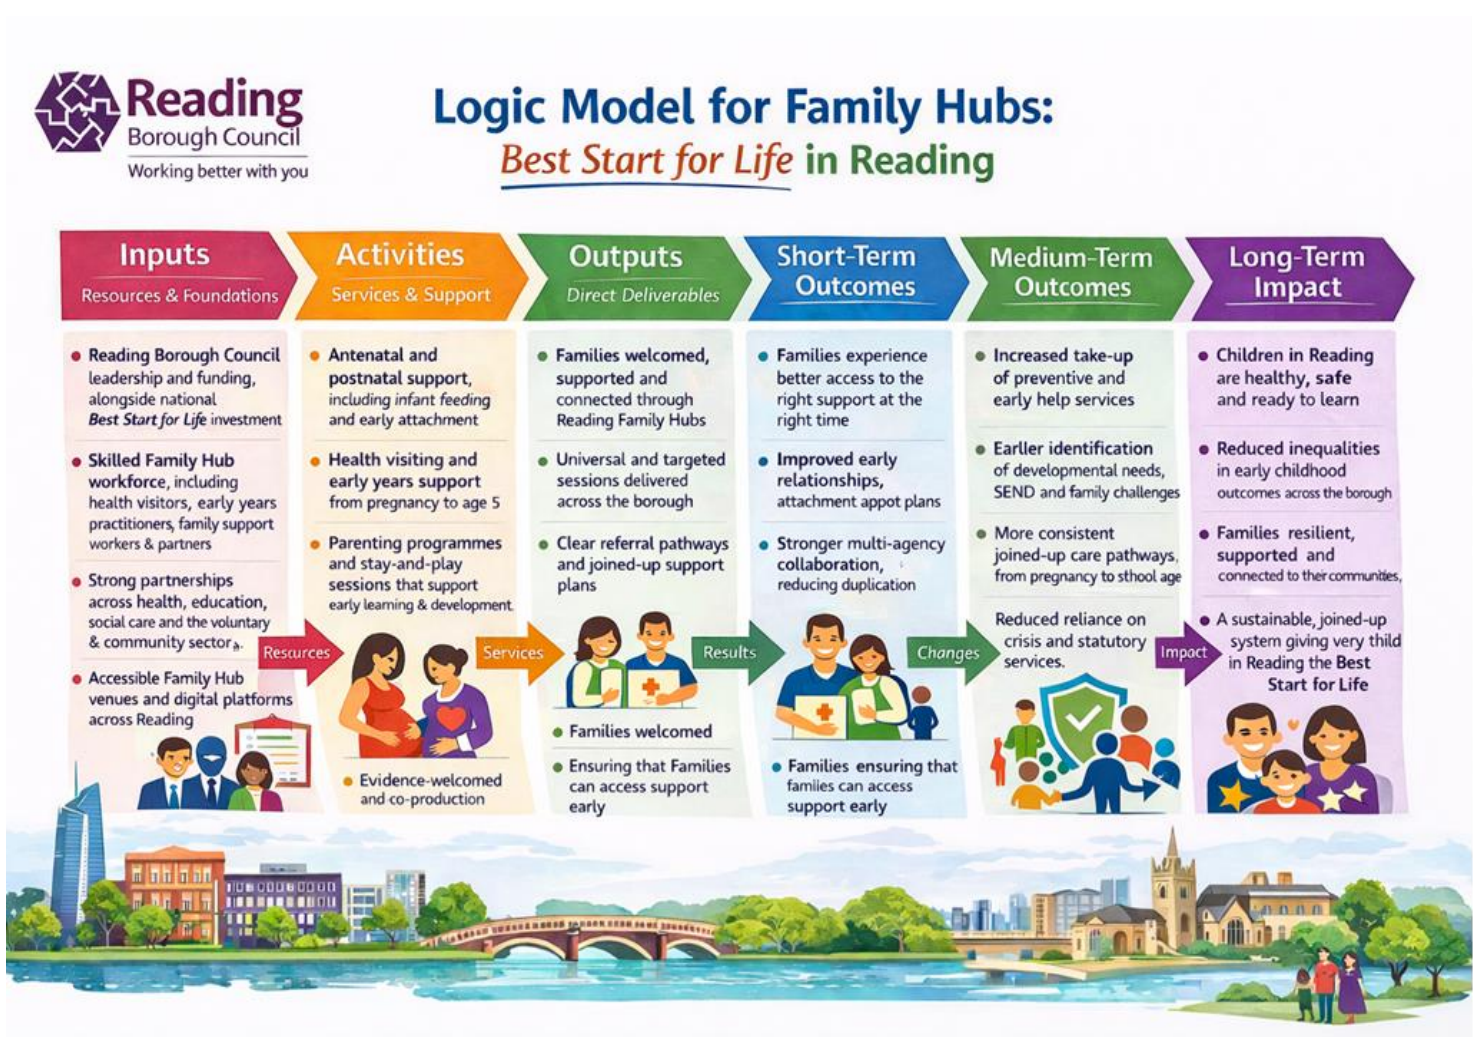 Reading
Borough Council
Working better with you
Logic Model for Family Hubs:
Best Start for Life in Reading
Inputs
Resources & Foundations
• Reading Borough Council
leadership and funding,
alongside national
Best Start for Life investment
• Skilled Family Hub
workforce, including
health visitors, early years
practitioners, family support
workers & partners
• Strong partnerships
across health, education,
social care and the voluntary
& community sector
• Accessible Family Hub
venues and digital platforms
across Reading
Rescurces
Activities
Services & Support
• Antenatal and
postnatal support,
including infant feeding
and early attachment
• Health visiting and
early years support
from pregnancy to age 5
• Parenting programmes
and stay-and-play
sessions that support
early learning & development
Services
• Evidence-welcomed
and co-production
Outputs
Direct Deliverables
• Families welcomed,
supported and
connected through
Reading Family Hubs
• Universal and targeted
sessions delivered
across the borough
• Clear referral pathways
and joined-up support
plans
Results
• Families welcomed
• Ensuring that Families
can access support
early
Short-Term
Outcomes
• Families experience
better access to the
right support at the
right time
• Improved early
relationships,
attachment appot plans
• Stronger multi-agency
collaboration,
reducing duplication
Changes
• Families ensuring that
famiies can access
support early
Medium-Term
Outcomes
• Increased take-up
of preventive and
early help services
• Earller identification
of developmental needs,
SEND and family challenges
• More consistent
joined-up care pathways,
from pregnancy to sthool age
Reduced reliance on
crisis and statutory
services.
Impact
Long-Term
Impact
• Children in Reading
are healthy, safe
and ready to learn
• Reduced inequalities
in early childhood
outcomes across the borough
• Families resilient,
supported and
connected to their communities,
• A sustainable, joined-up
system giving very thild
in Reading the Best
Start for Life